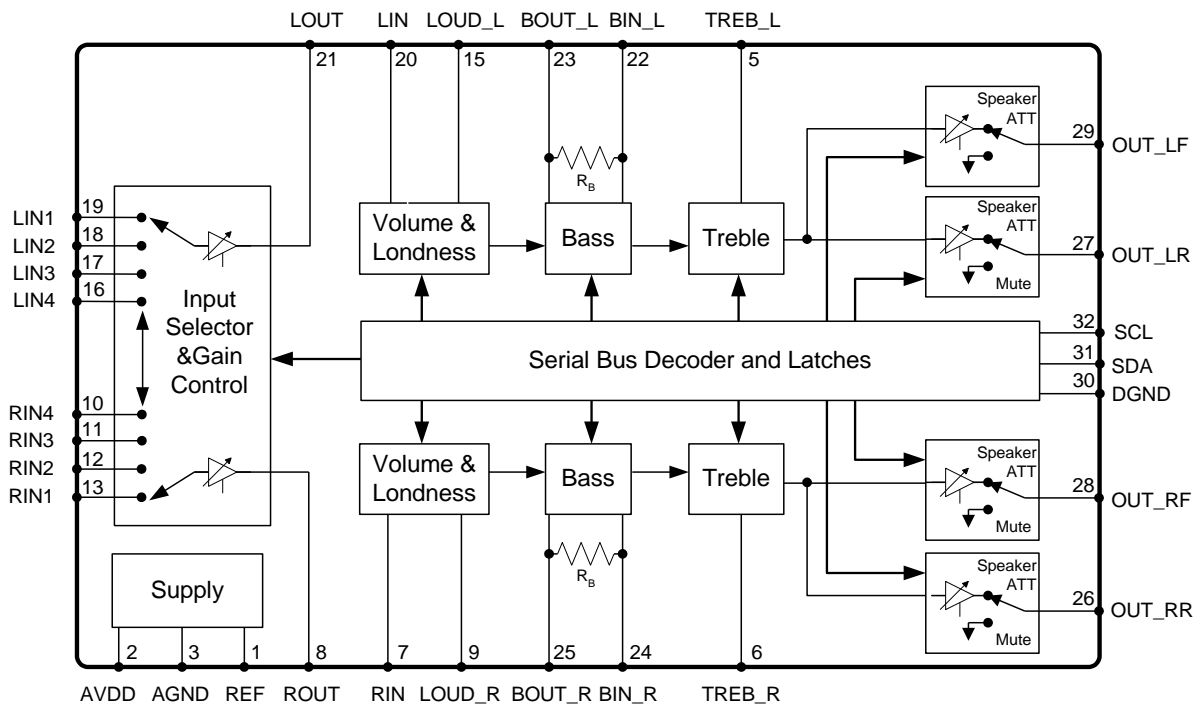 LOUT LIN LOUD_L BOUT_L BIN_L TREB_L
21 20 15 23 22 5
Speaker
ATT
29 OUT_LF
R_B
LIN1 19
LIN2 18
LIN3 17
LIN4 16
Input
Selector
&Gain
Control
Volume &
Londness
Bass
Treble
Speaker
ATT
27 OUT_LR
Mute
Serial Bus Decoder and Latches
32 SCL
31 SDA
30 DGND
RIN4 10
RIN3 11
RIN2 12
RIN1 13
Volume &
Londness
Bass
Treble
Speaker
ATT
28 OUT_RF
Mute
R_B
Supply
Speaker
ATT
26 OUT_RR
Mute
2 3 1 8 7 9 25 24 6
AVDD AGND REF ROUT RIN LOUD_R BOUT_R BIN_R TREB_R